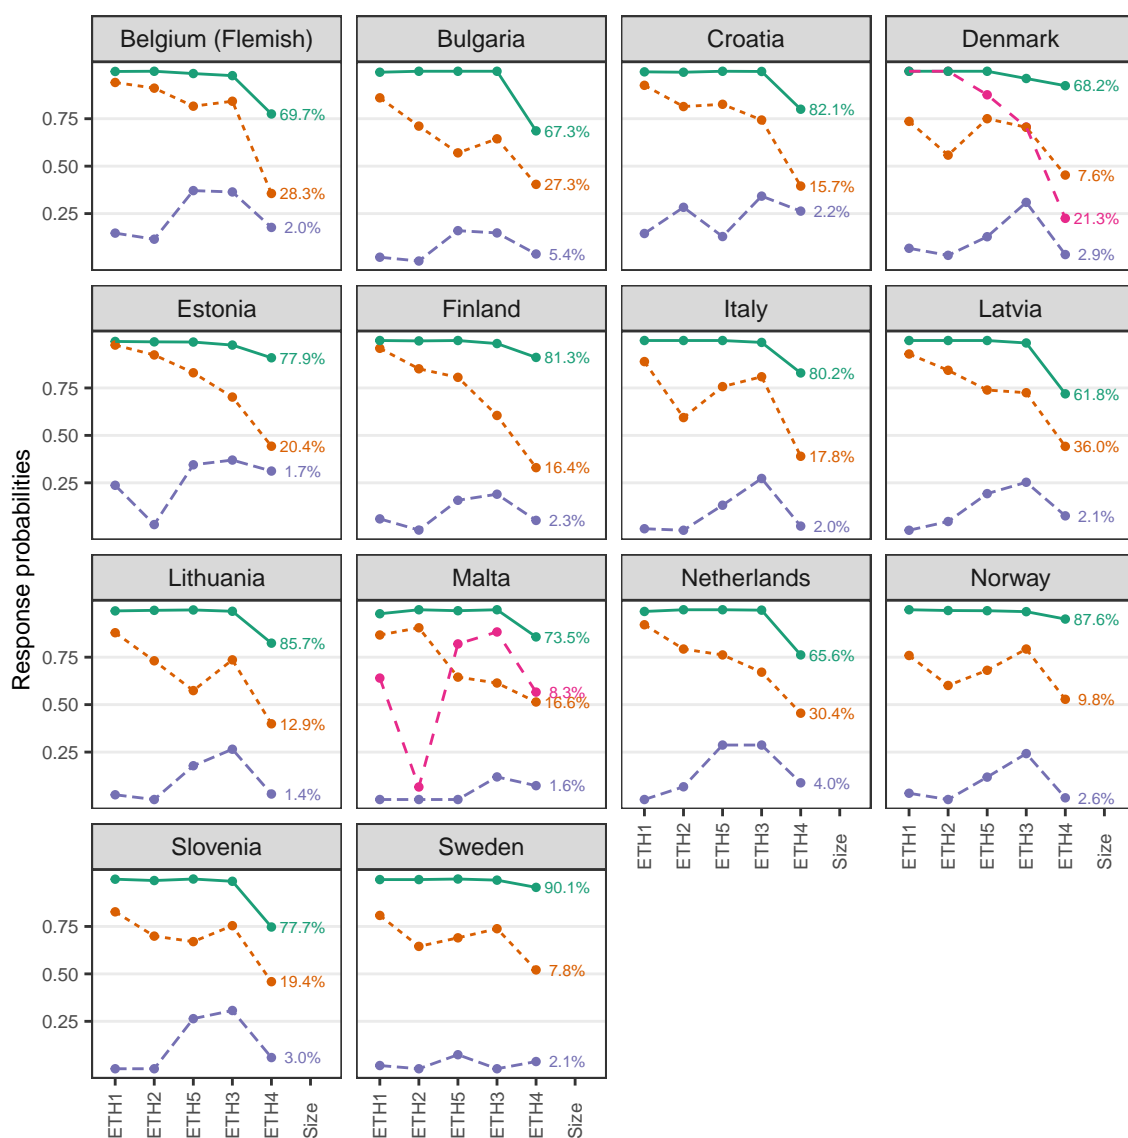 Belgium (Flemish)
Bulgaria
Croatia
Denmark
0.75
0.50
0.25
69.7%
28.3%
2.0%
67.3%
27.3%
5.4%
82.1%
15.7%
2.2%
68.2%
7.6%
21.3%
2.9%
Estonia
Finland
Italy
Latvia
0.75
0.50
0.25
77.9%
20.4%
1.7%
81.3%
16.4%
2.3%
80.2%
17.8%
2.0%
61.8%
36.0%
2.1%
Response probabilities
Lithuania
Malta
Netherlands
Norway
0.75
0.50
0.25
85.7%
12.9%
1.4%
73.5%
8.3%
16.6%
1.6%
65.6%
30.4%
4.0%
87.6%
9.8%
2.6%
Slovenia
Sweden
0.75
0.50
0.25
77.7%
19.4%
3.0%
90.1%
7.8%
2.1%
ETH1
ETH2
ETH5
ETH3
ETH4
Size
ETH1
ETH2
ETH5
ETH3
ETH4
Size
ETH1
ETH2
ETH5
ETH3
ETH4
Size
ETH1
ETH2
ETH5
ETH3
ETH4
Size